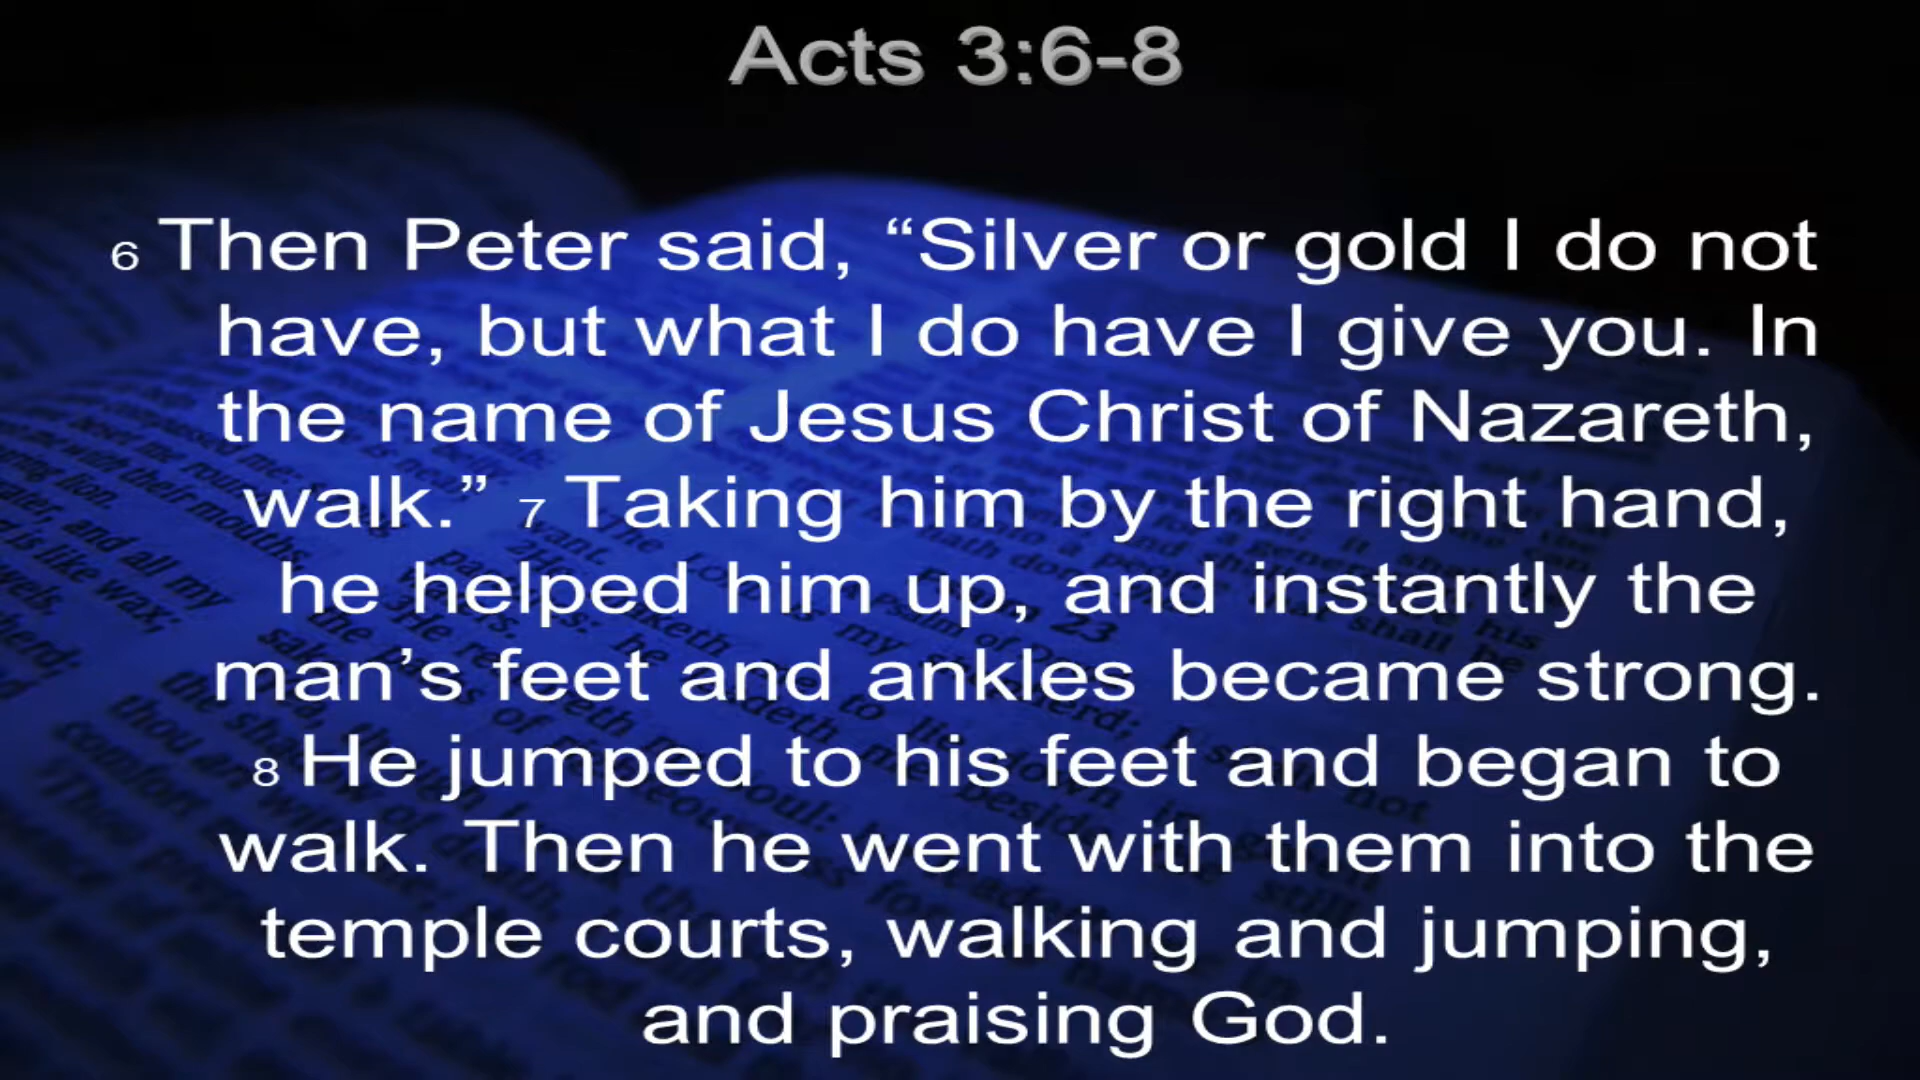 Acts 3:6-8
6 Then Peter said, “Silver or gold I do not
have, but what I do have I give you. In
the name of Jesus Christ of Nazareth,
walk.” 7 Taking him by the right hand,
he helped him up, and instantly the
man’s feet and ankles became strong.
8 He jumped to his feet and began to
walk. Then he went with them into the
temple courts, walking and jumping,
and praising God.